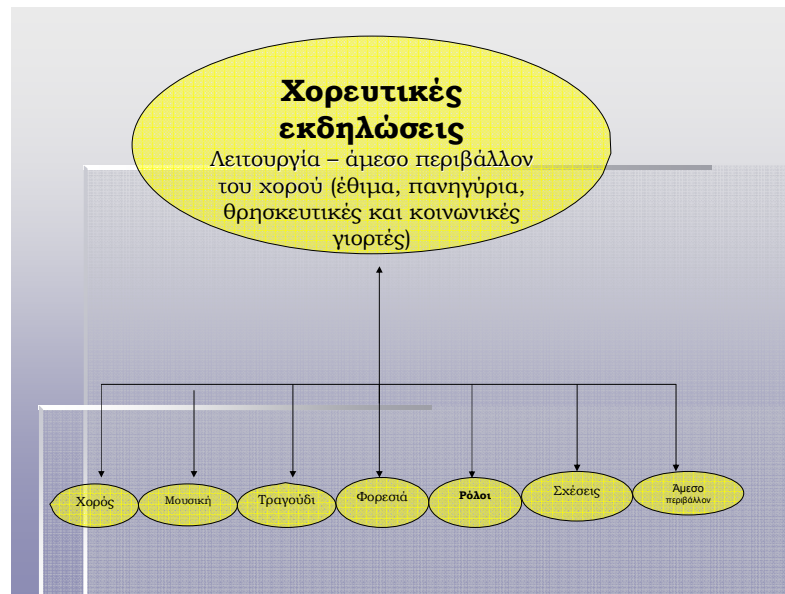 Χορευτικές
εκδηλώσεις
Λειτουργία – άμεσο περιβάλλον
του χορού (έθιμα, πανηγύρια,
θρησκευτικές και κοινωνικές
γιορτές)
Χορός
Μουσική
Τραγούδι
Φορεσιά
Ρόλοι
Σχέσεις
Άμεσο
περιβάλλον